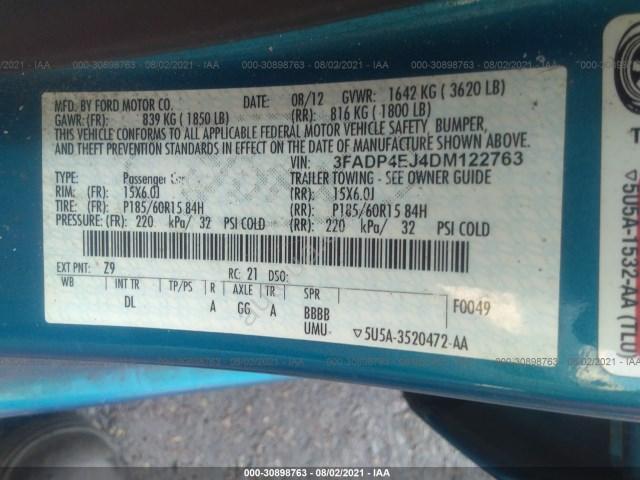 000-30898763 - 08/02/2021 - IAA
MFD. BY FORD MOTOR CO. DATE: 08/12 GVWR: 1642 KG ( 3620 LB)
GAWR: (FR): 839 KG ( 1850 LB) (RR): 816 KG ( 1800 LB)
THIS VEHICLE CONFORMS TO ALL APPLICABLE FEDERAL MOTOR VEHICLE SAFETY, BUMPER,
AND THEFT PREVENTION STANDARDS IN EFFECT ON THE DATE OF MANUFACTURE SHOWN ABOVE.
VIN: 3FADP4EJ4DM122763
TYPE: Passenger Car TRAILER TOWING - SEE OWNER GUIDE
RIM: (FR): 15X6.0J (RR): 15X6.0J
TIRE: (FR): P185/60R15 84H (RR): P185/60R15 84H
PRESSURE: (FR): 220 kPa/ 32 PSI COLD (RR): 220 kPa/ 32 PSI COLD
EXT PNT: Z9 RC: 21 DSO:
WB INT TR TP/PS R AXLE TR SPR
DL A GG A BBBB F0049
UMU- ▽5U5A-3520472-AA
▽5U5A-1532-AA (TLU
000-30898763 - 08/02/2021 - IAA